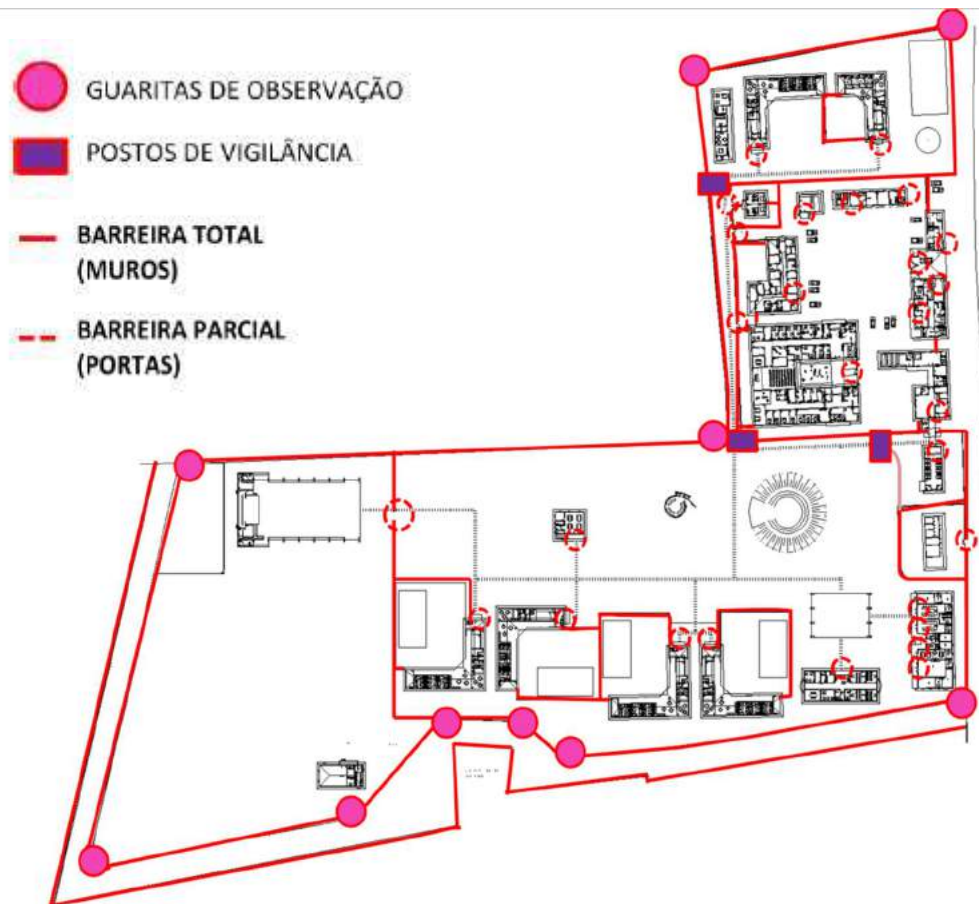 GUARITAS DE OBSERVAÇÃO
POSTOS DE VIGILÂNCIA
BARREIRA TOTAL
(MUROS)
BARREIRA PARCIAL
(PORTAS)